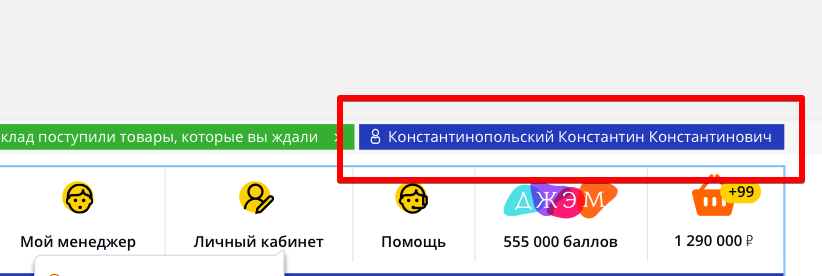 клад поступили товары, которые вы ждали
Константинопольский Константин Константинович
ДЖЭМ
+99
Мой менеджер
Личный кабинет
Помощь
555 000 баллов
1 290 000 ₽